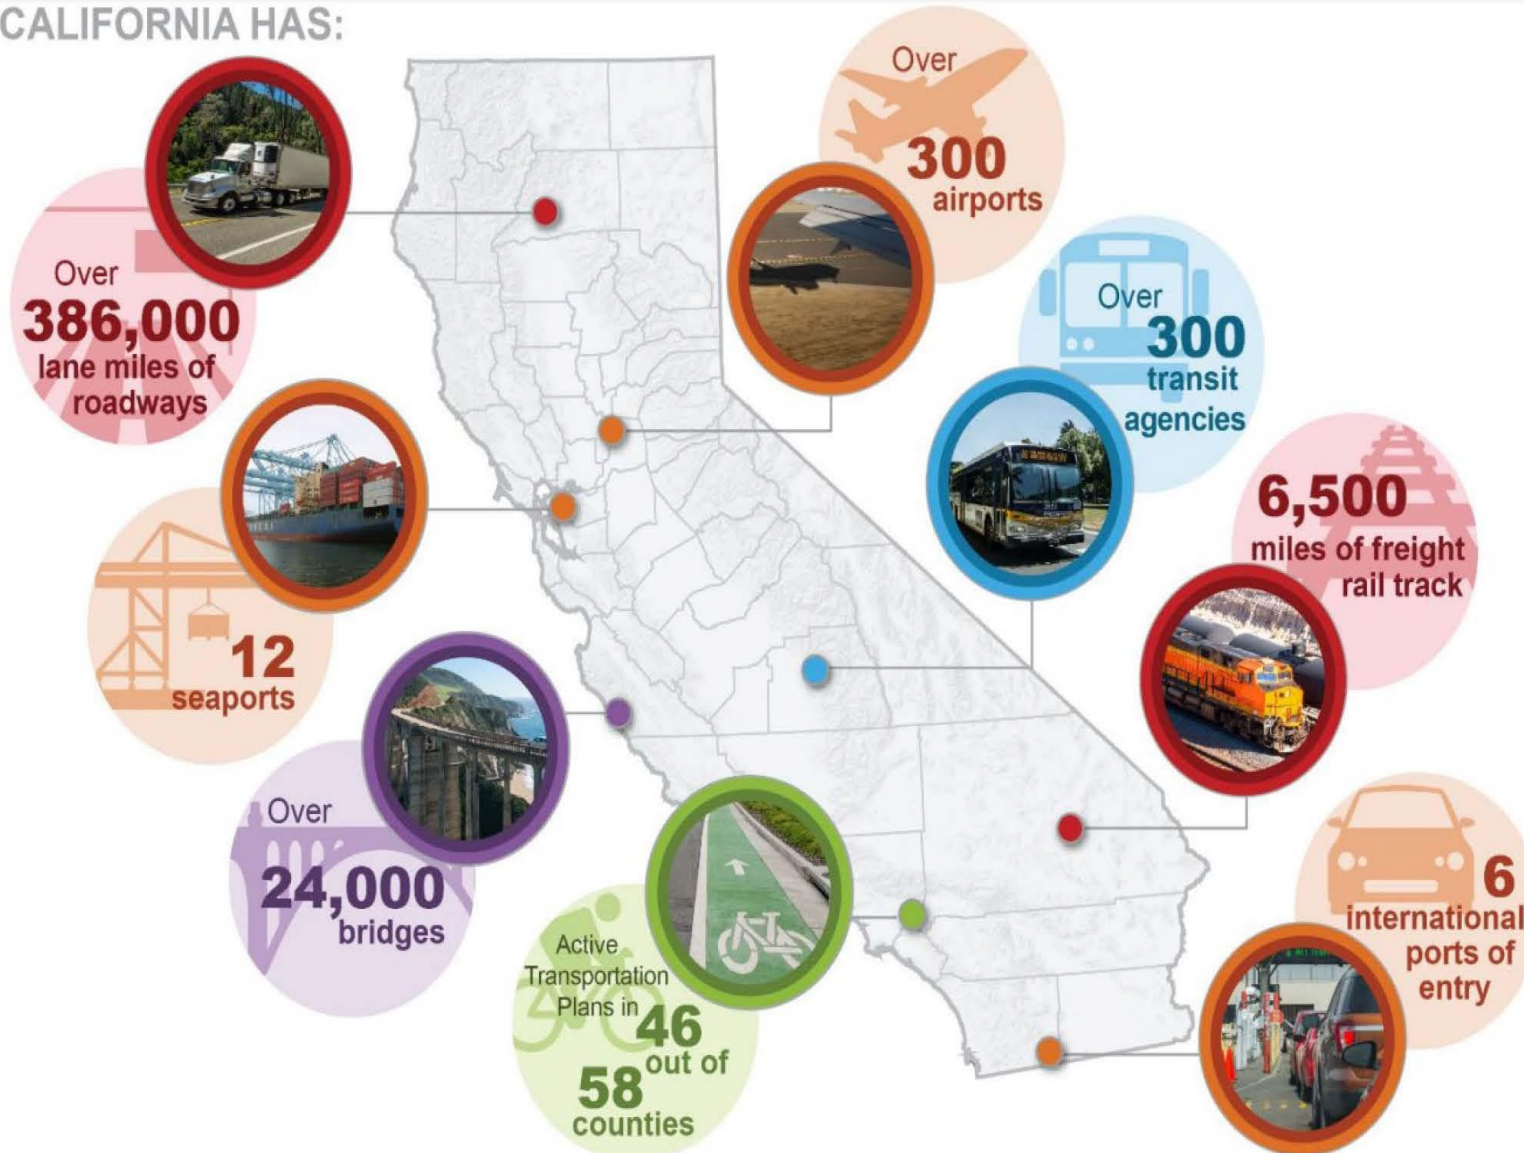 CALIFORNIA HAS:
Over
386,000
lane miles of
roadways
Over
300
airports
Over
300
transit
agencies
6,500
miles of freight
rail track
12
seaports
Over
24,000
bridges
Active
Transportation
Plans in
46
out of
58
counties
6
international
ports of
entry